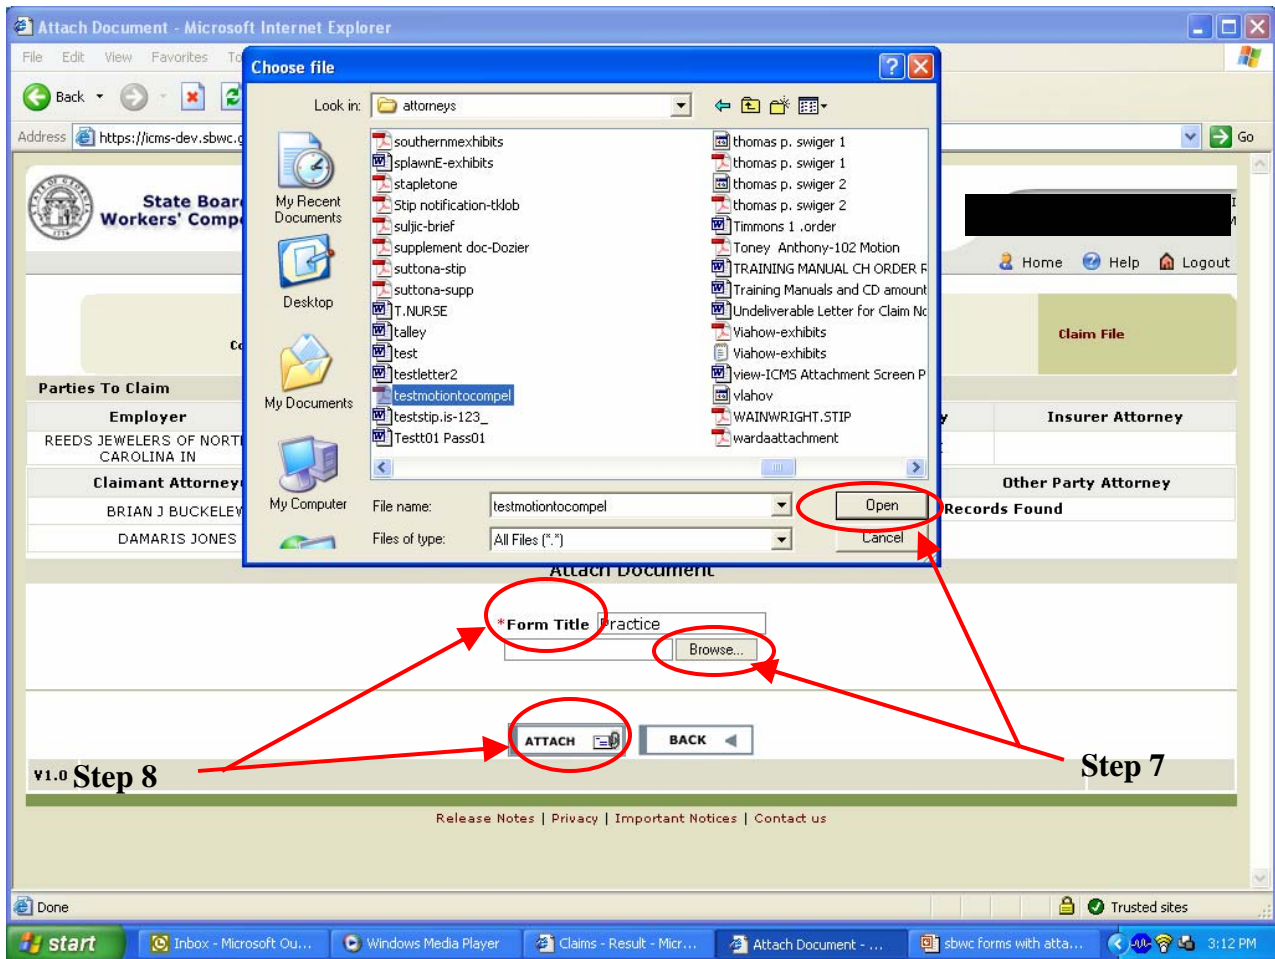 Attach Document - Microsoft Internet Explorer
File Edit View Favorites To
Choose file
Back
Look in: attorneys
Address https://icms-dev.sbwc.g
Go
southernmexhibits
splawnE-exhibits
stapletone
Stip notification-tklob
suljic-brief
supplement doc-Dozier
suttona-stip
suttona-supp
T.NURSE
talley
test
testletter2
testmotiontocompel
teststip.is-123_
Testt01 Pass01
thomas p. swiger 1
thomas p. swiger 1
thomas p. swiger 2
thomas p. swiger 2
Timmons 1 .order
Toney Anthony-102 Motion
TRAINING MANUAL CH ORDER R
Training Manuals and CD amount
Undeliverable Letter for Claim No
Viahow-exhibits
Viahow-exhibits
view-ICMS Attachment Screen P
vlahov
WAINWRIGHT.STIP
wardaattachment
My Recent
Documents
Desktop
My Documents
My Computer
File name: testmotiontocompel Open
Files of type: All Files (*.*) Cancel
State Boar
Workers' Compe
Home Help Logout
Claim File
Parties To Claim
Employer
Insurer Attorney
REEDS JEWELERS OF NORT
CAROLINA IN
Claimant Attorney
Other Party Attorney
BRIAN J BUCKELEW
Records Found
DAMARIS JONES
Attach Document
*Form Title Practice
Browse...
ATTACH BACK
V1.0 Step 8
Step 7
Release Notes | Privacy | Important Notices | Contact us
Done
Trusted sites
start Inbox - Microsoft Ou... Windows Media Player Claims - Result - Micr... Attach Document - ... sbwc forms with atta... 3:12 PM